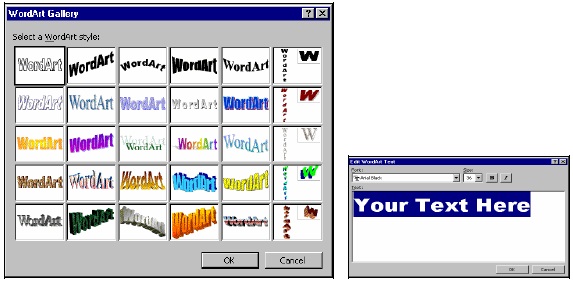 WordArt Gallery
Select a WordArt style:
WordArt WordArt WordArt WordArt WordArt WordArt W
WordArt WordArt WordArt WordArt WordArt WordArt W
WordArt WordArt WordArt WordArt WordArt WordArt W
WordArt WordArt WordArt WordArt WordArt WordArt W
WordArt WordArt WordArt WordArt WordArt WordArt W
OK Cancel
Edit WordArt Text
Font: Size:
Arial Black 36 B I
Text:
Your Text Here
OK Cancel